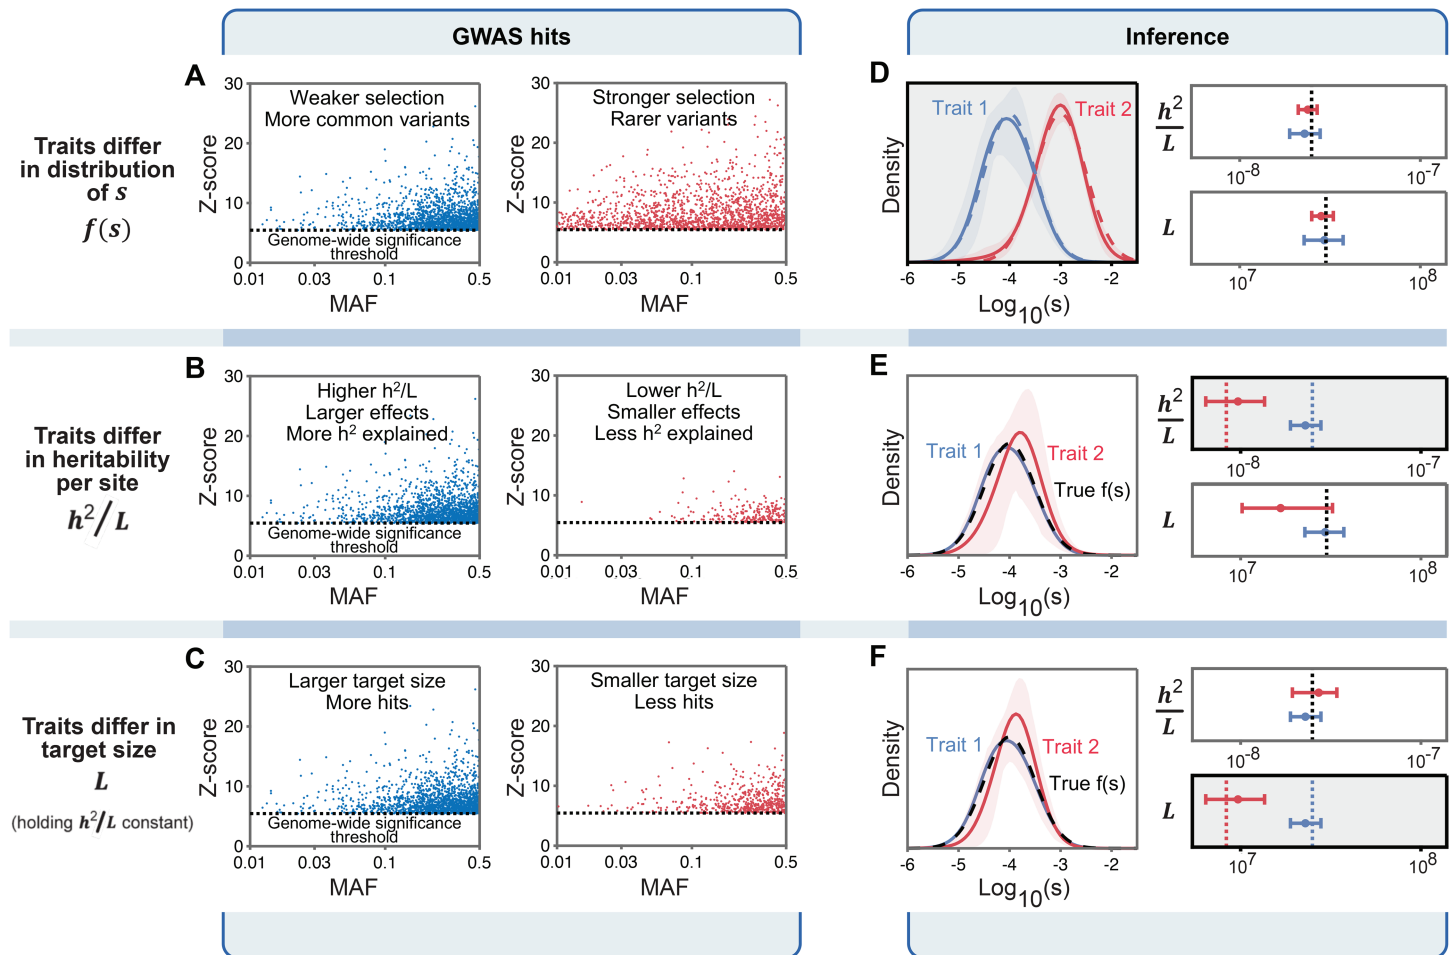 GWAS hits
Inference
Traits differ
in distribution
of s
f(s)
A
30
20
10
0
Z-score
Weaker selection
More common variants
Genome-wide significance
threshold
0.01
0.03
0.1
0.5
MAF
30
20
10
0
Z-score
Stronger selection
Rarer variants
0.01
0.03
0.1
0.5
MAF
D
Density
Trait 1
Trait 2
-6
-5
-4
-3
-2
Log10(s)
h²
L
10-8
10-7
L
10⁷
10⁸
Traits differ
in heritability
per site
h²/L
B
30
20
10
0
Z-score
Higher h²/L
Larger effects
More h² explained
Genome-wide significance
threshold
0.01
0.03
0.1
0.5
MAF
30
20
10
0
Z-score
Lower h²/L
Smaller effects
Less h² explained
0.01
0.03
0.1
0.5
MAF
E
Density
Trait 1
Trait 2
True f(s)
-6
-5
-4
-3
-2
Log10(s)
h²
L
10-8
10-7
L
10⁷
10⁸
Traits differ in
target size
L
(holding h²/L constant)
C
30
20
10
0
Z-score
Larger target size
More hits
Genome-wide significance
threshold
0.01
0.03
0.1
0.5
MAF
30
20
10
0
Z-score
Smaller target size
Less hits
0.01
0.03
0.1
0.5
MAF
F
Density
Trait 1
Trait 2
True f(s)
-6
-5
-4
-3
-2
Log10(s)
h²
L
10-8
10-7
L
10⁷
10⁸